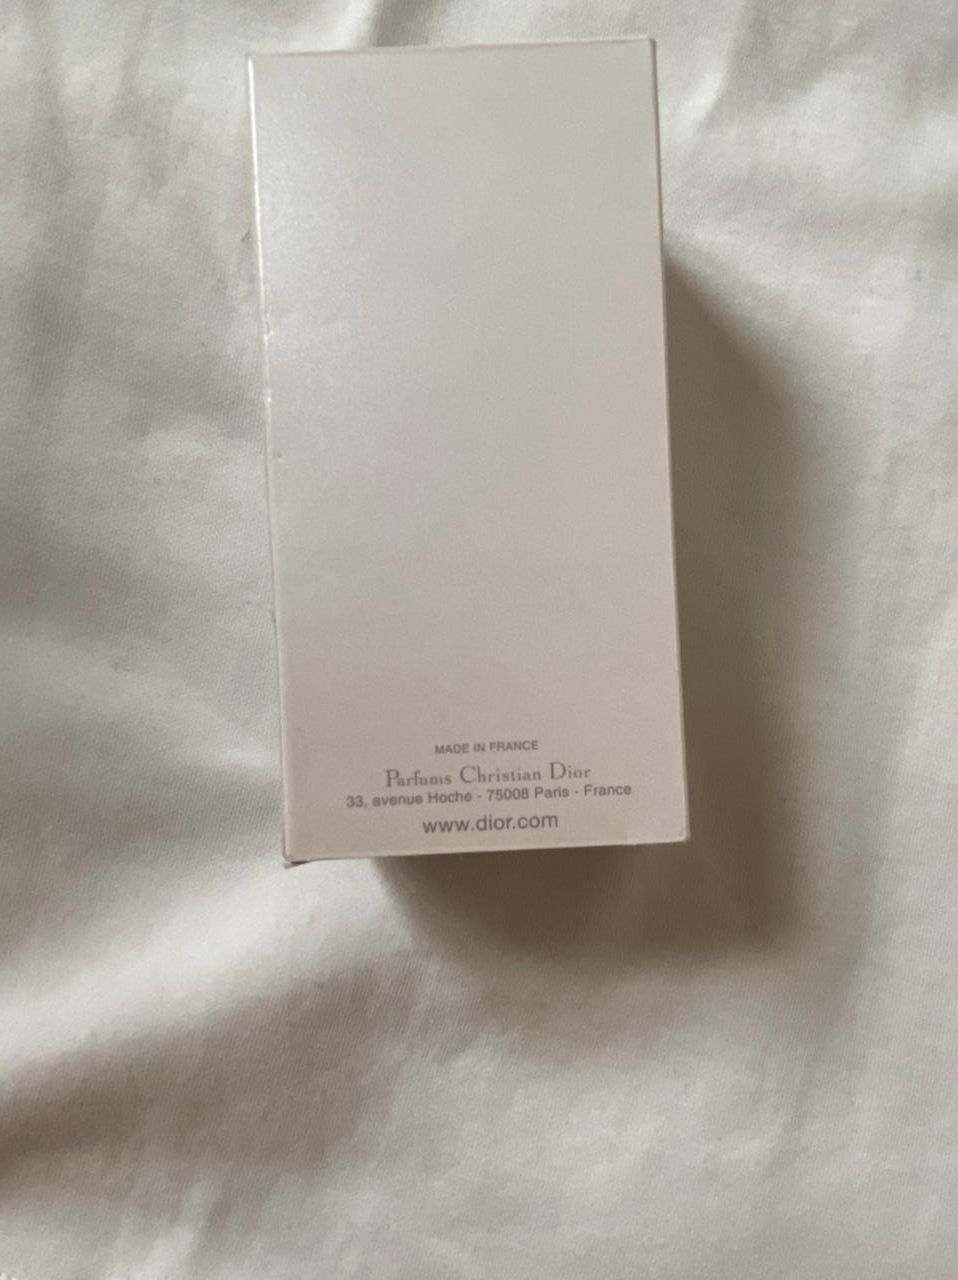 MADE IN FRANCE
Parfums Christian Dior
33, avenue Hoche - 75008 Paris - France
www.dior.com